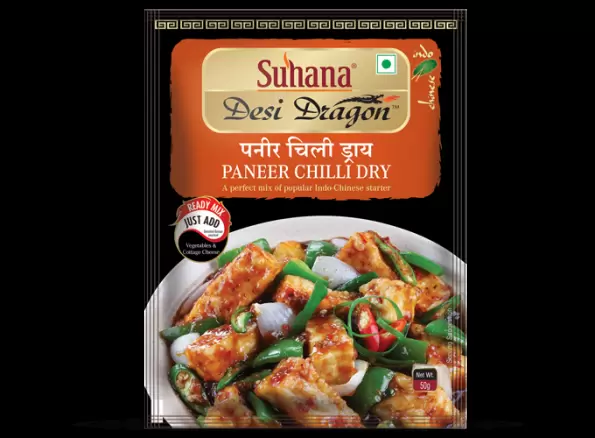 Suhana®
Desi Dragon™
indo
chinese
पनीर चिली ड्राय
PANEER CHILLI DRY
A perfect mix of popular Indo-Chinese starter
READY MIX
JUST ADD
Vegetables &
Cottage Cheese
Net Wt.
50g